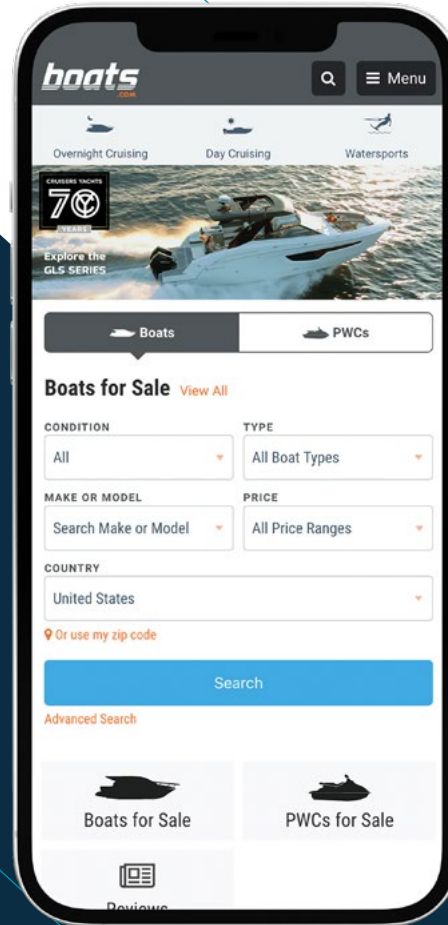 boats
.com
Menu
Overnight Cruising Day Cruising Watersports
CRUISERS YACHTS
70
YEARS
Explore the
GLS SERIES
Boats PWCs
Boats for Sale View All
CONDITION TYPE
All All Boat Types
MAKE OR MODEL PRICE
Search Make or Model All Price Ranges
COUNTRY
United States
Or use my zip code
Search
Advanced Search
Boats for Sale PWCs for Sale
Reviews